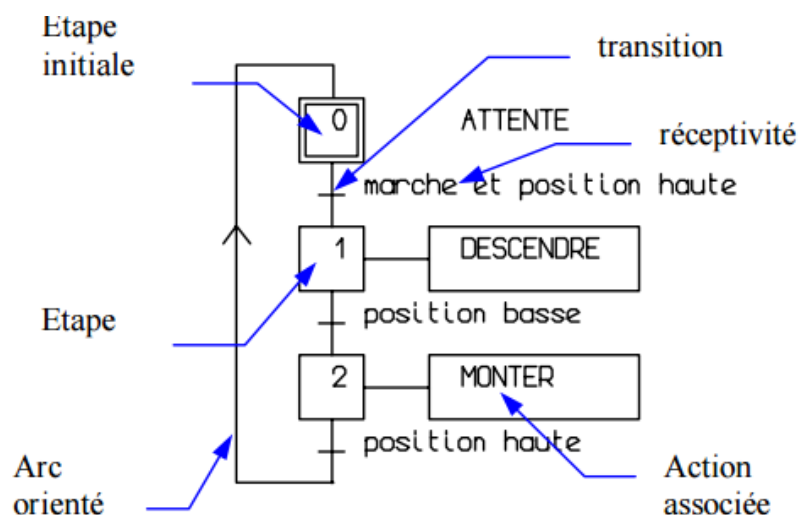 Etape
initiale
transition
0
ATTENTE
réceptivité
marche et position haute
1
DESCENDRE
Etape
position basse
2
MONTER
position haute
Arc
orienté
Action
associée